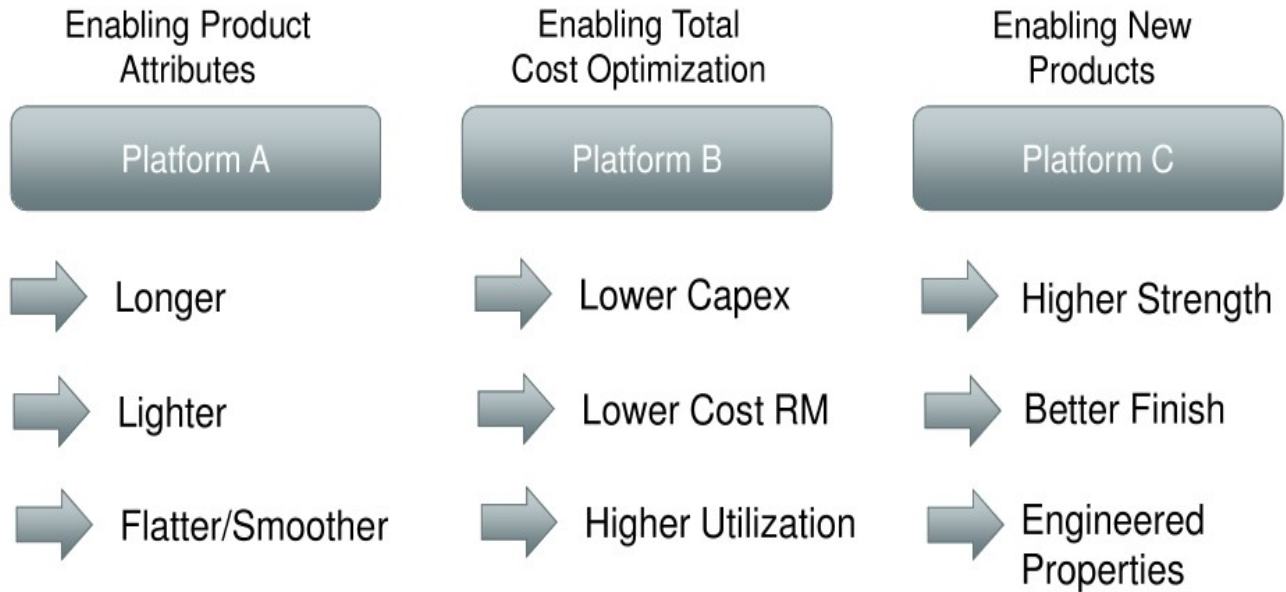 Enabling Product
Attributes
Platform A
Longer
Lighter
Flatter/Smoother
Enabling Total
Cost Optimization
Platform B
Lower Capex
Lower Cost RM
Higher Utilization
Enabling New
Products
Platform C
Higher Strength
Better Finish
Engineered
Properties